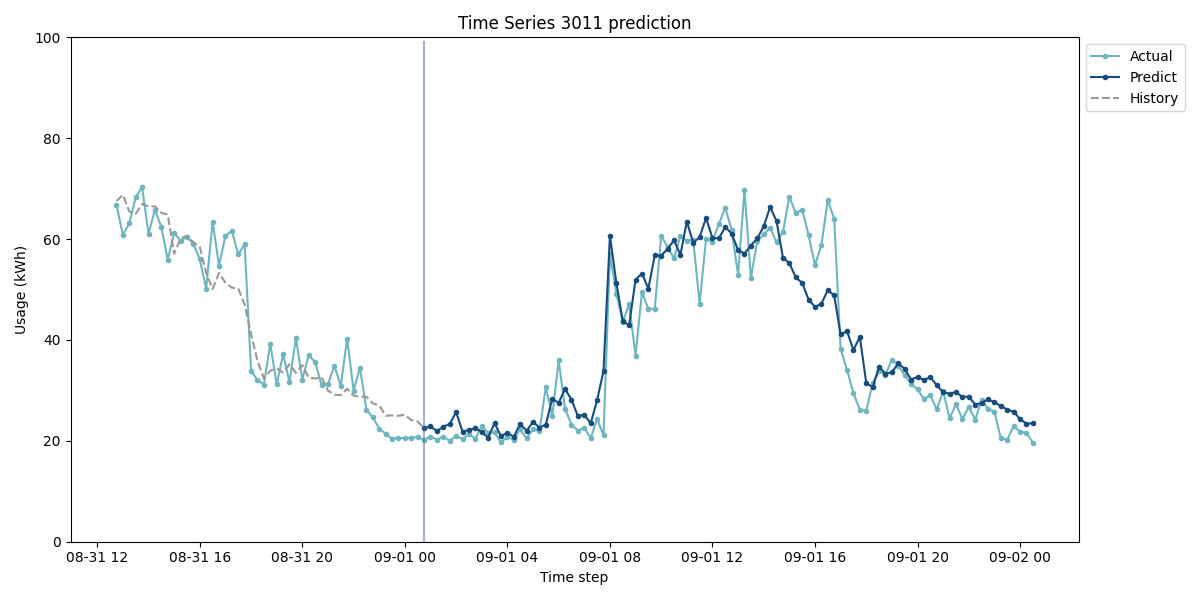 Time Series 3011 prediction
100
80
60
40
20
0
Usage (kWh)
08-31 12
08-31 16
08-31 20
09-01 00
09-01 04
09-01 08
09-01 12
09-01 16
09-01 20
09-02 00
Time step
Actual
Predict
History